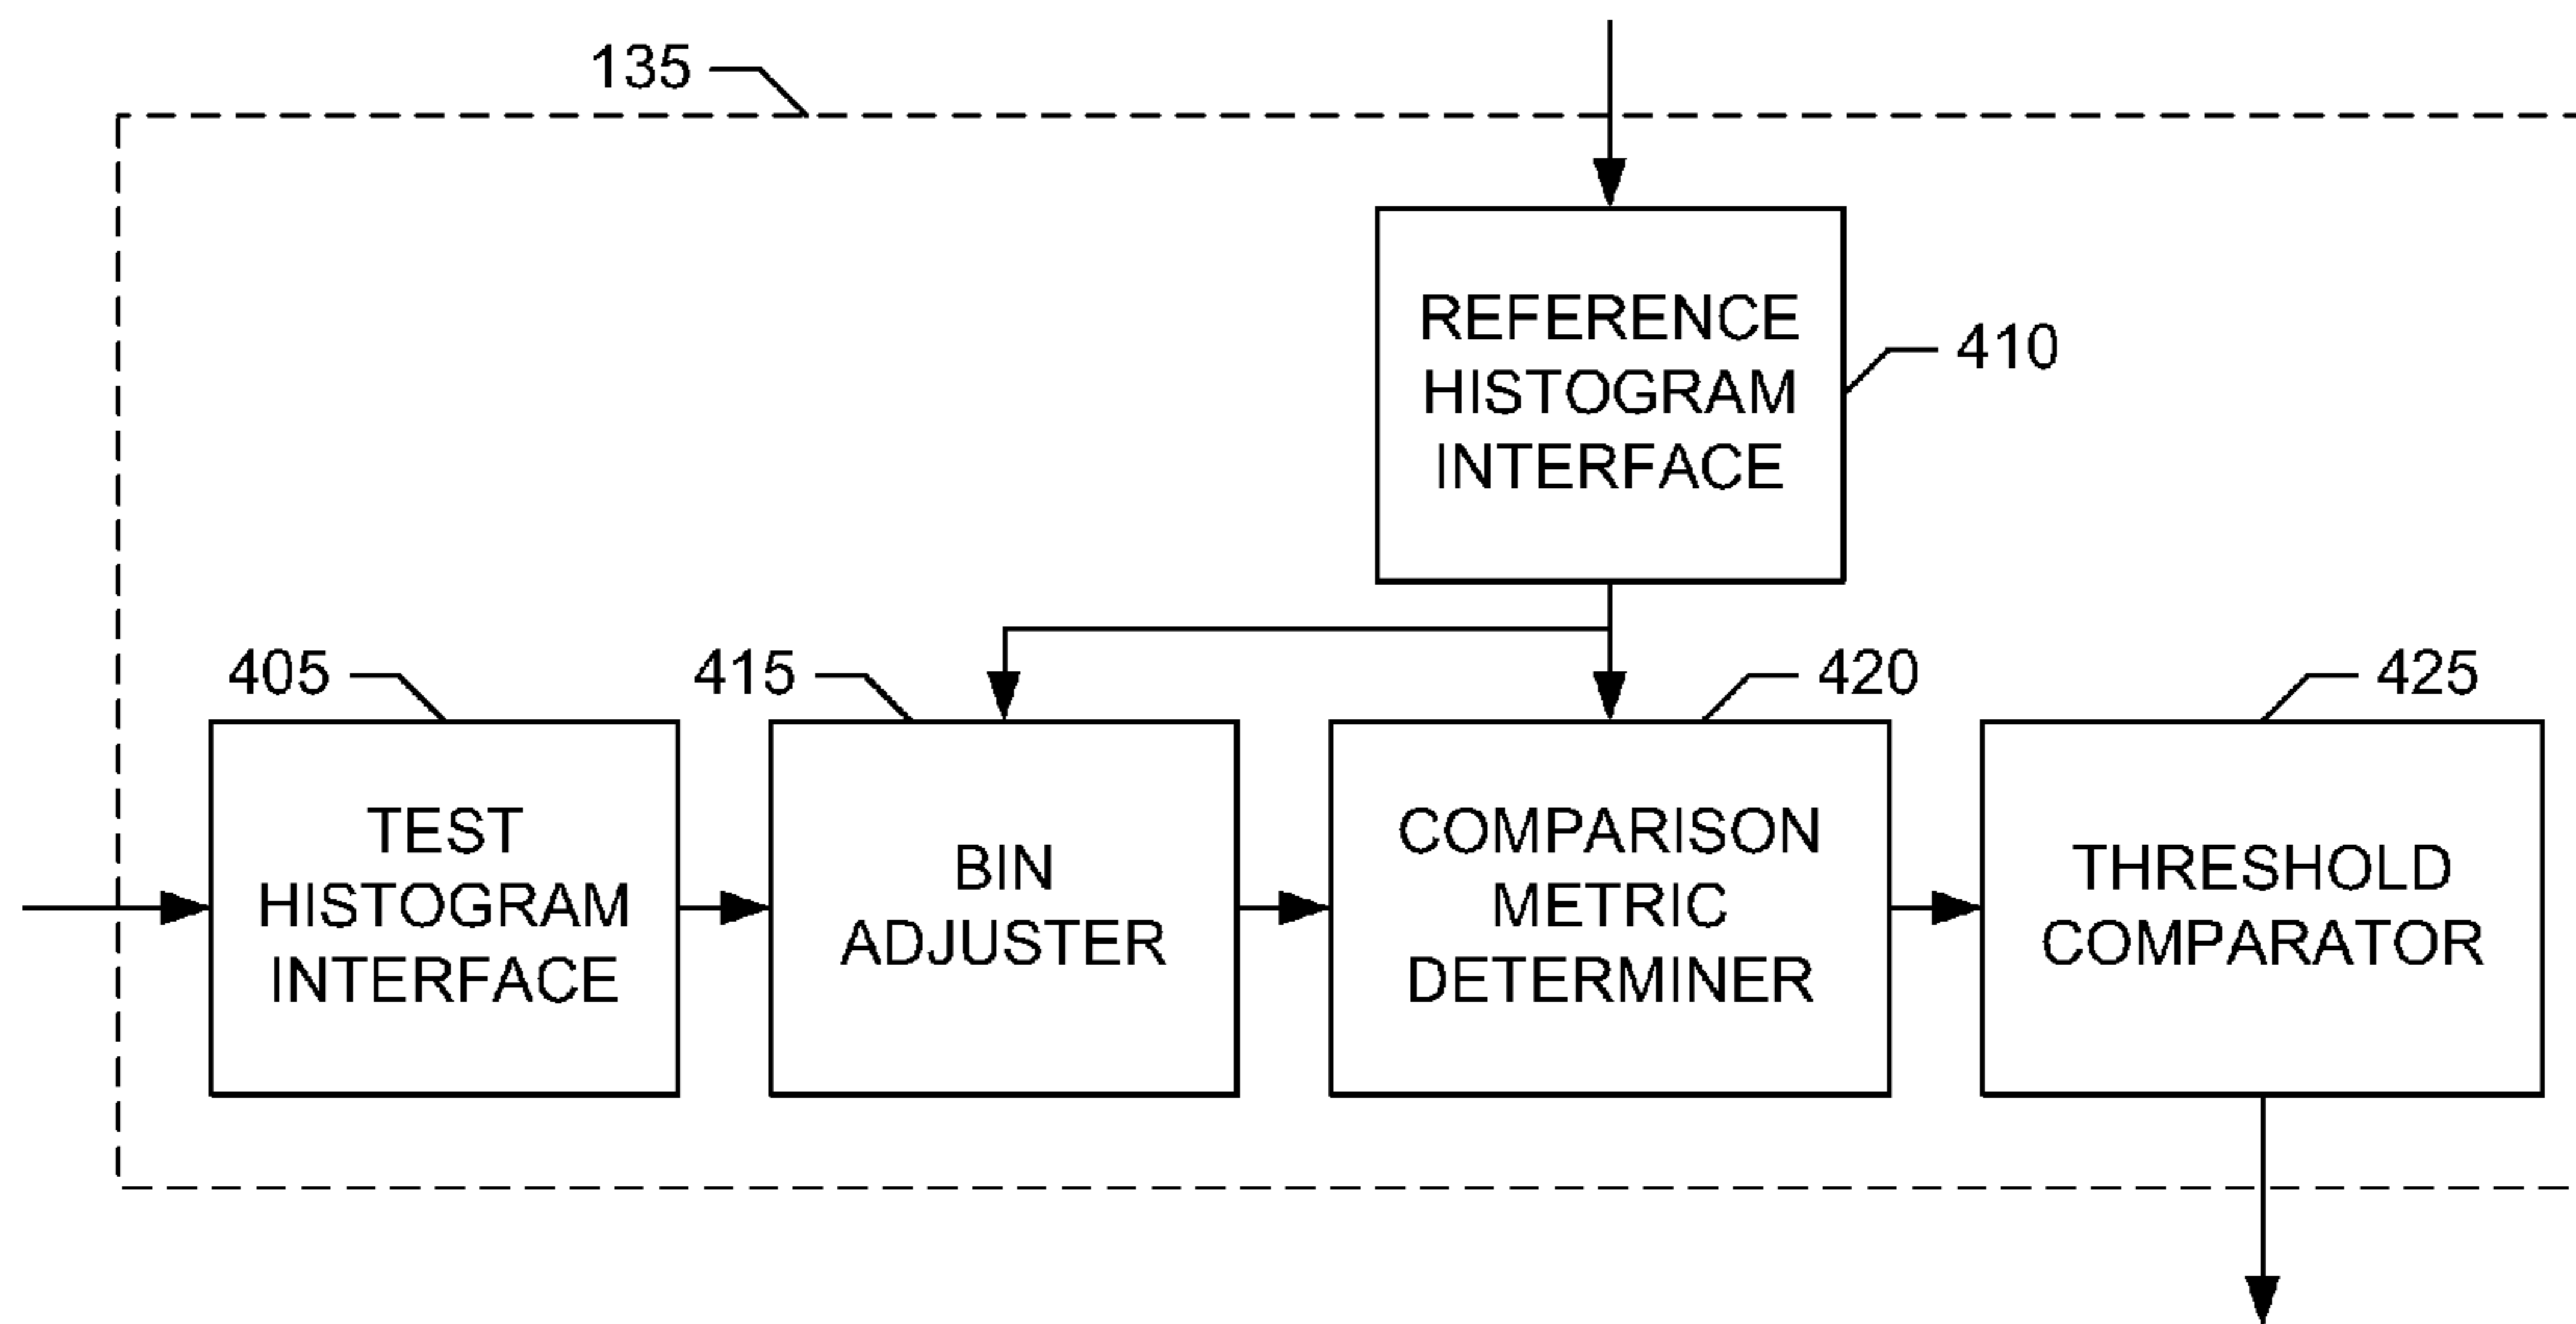 135
REFERENCE
HISTOGRAM
INTERFACE
410
405
415
420
425
TEST
HISTOGRAM
INTERFACE
BIN
ADJUSTER
COMPARISON
METRIC
DETERMINER
THRESHOLD
COMPARATOR